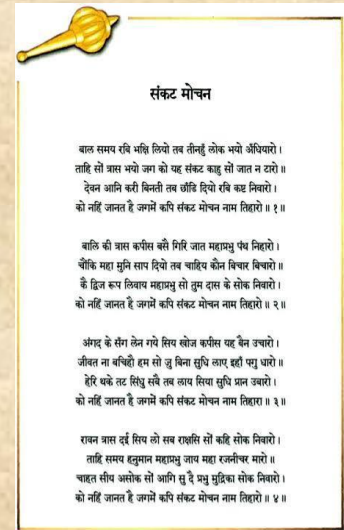 संकट मोचन
बाल समय रबि भक्षि लियो तब तीनहुँ लोक भयो अँधियारो।
ताहि सों त्रास भयो जग को यह संकट काहु सों जात न टारो॥
देवन आनि करी बिनती तब छाँडि दियो रबि कष्ट निवारो।
को नहिं जानत है जगमें कपि संकट मोचन नाम तिहारो॥१॥
बालि की त्रास कपीस बसै गिरि जात महाप्रभु पंथ निहारो।
चौंकि महा मुनि साप दियो तब चाहिय कौन बिचार बिचारो॥
कै द्विज रूप लिवाय महाप्रभु सो तुम दास के सोक निवारो।
को नहिं जानत है जगमें कपि संकट मोचन नाम तिहारो॥२॥
अंगद के सँग लेन गये सिय खोज कपीस यह बैन उचारो।
जीवत ना बचिहौ हम सो जु बिना सुधि लाए इहाँ पगु धारो॥
हेरि थके तट सिंधु सबै तब लाय सिया सुधि प्रान उबारो।
को नहिं जानत है जगमें कपि संकट मोचन नाम तिहारा॥३॥
रावन त्रास दई सिय लो सब राक्षसि सों कहि सोक निवारो।
ताहि समय हनुमान महाप्रभु जाय महा रजनीचर मारो॥
चाहत सीय असोक सों आगि सु दै प्रभु मुद्रिका सोक निवारो।
को नहिं जानत है जगमें कपि संकट मोचन नाम तिहारो॥४॥